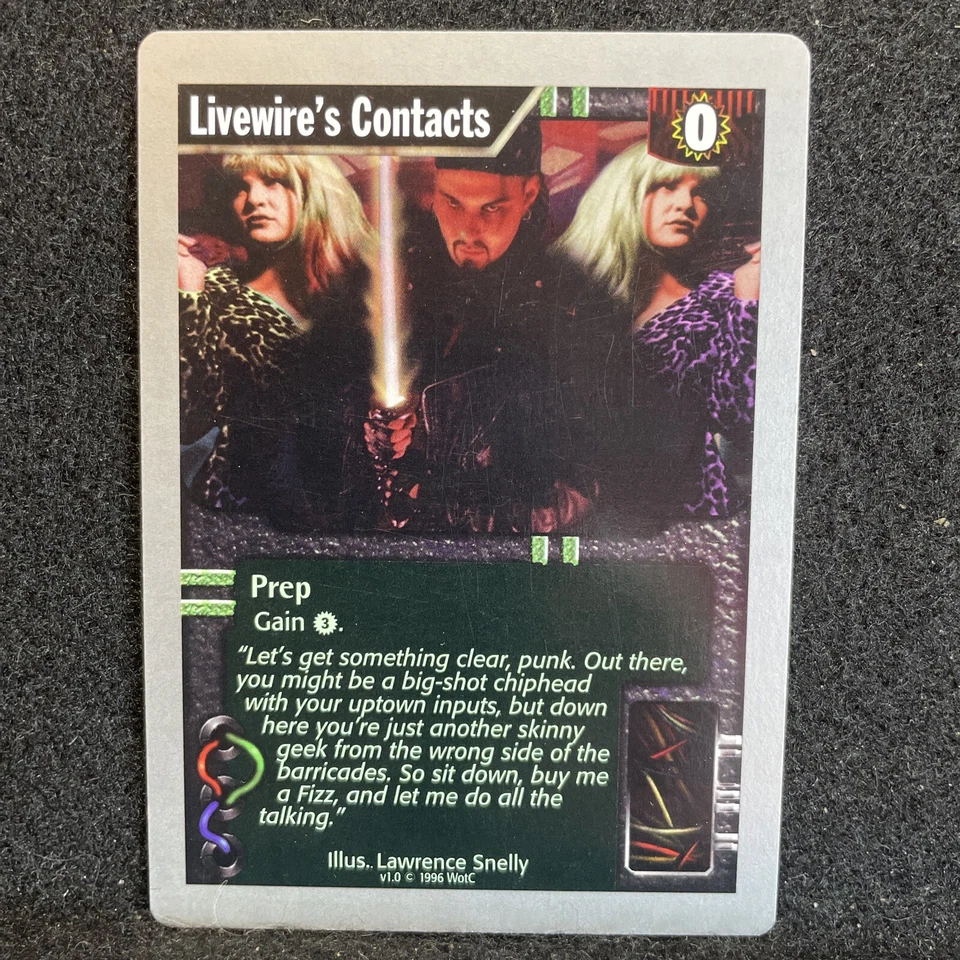 Livewire's Contacts
0
Prep
Gain 3.
"Let's get something clear, punk. Out there,
you might be a big-shot chiphead
with your uptown inputs, but down
here you're just another skinny
geek from the wrong side of the
barricades. So sit down, buy me
a Fizz, and let me do all the
talking."
Illus. Lawrence Snelly
v1.0 © 1996 WotC